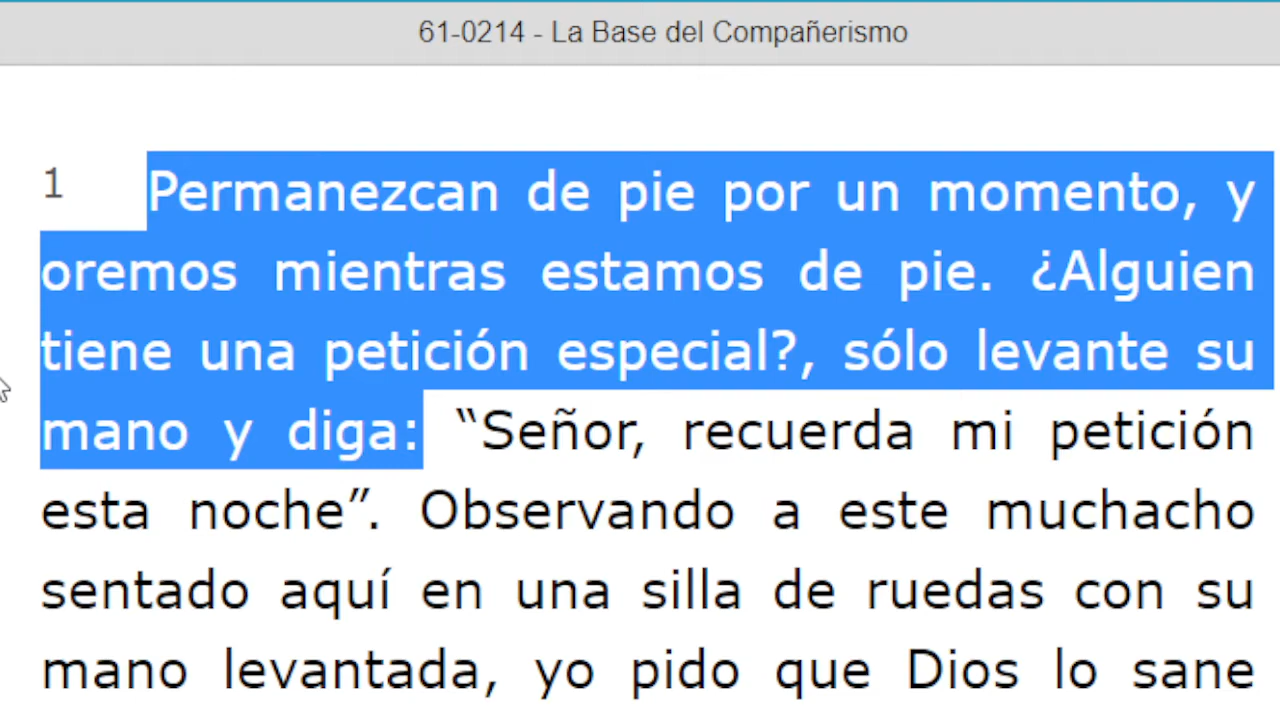 61-0214 - La Base del Compañerismo
1 Permanezcan de pie por un momento, y
oremos mientras estamos de pie. ¿Alguien
tiene una petición especial?, sólo levante su
mano y diga: “Señor, recuerda mi petición
esta noche”. Observando a este muchacho
sentado aquí en una silla de ruedas con su
mano levantada, yo pido que Dios lo sane